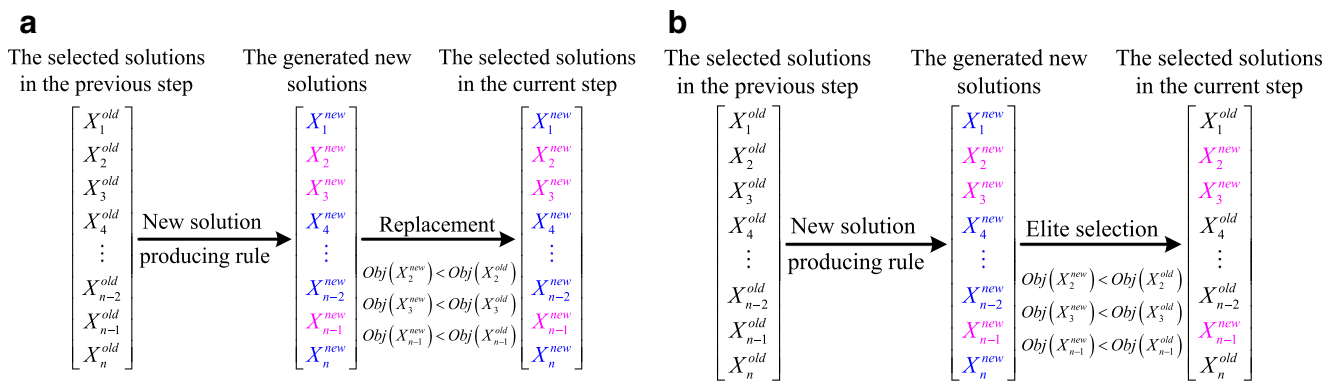 a
The selected solutions
in the previous step
The generated new
solutions
The selected solutions
in the current step
X_1^{old}
X_2^{old}
X_3^{old}
X_4^{old}
⋮
X_{n-2}^{old}
X_{n-1}^{old}
X_n^{old}
New solution
producing rule
X_1^{new}
X_2^{new}
X_3^{new}
X_4^{new}
⋮
X_{n-2}^{new}
X_{n-1}^{new}
X_n^{new}
Replacement
Obj(X_2^{new})<Obj(X_2^{old})
Obj(X_3^{new})<Obj(X_3^{old})
Obj(X_{n-1}^{new})<Obj(X_{n-1}^{old})
X_1^{new}
X_2^{new}
X_3^{new}
X_4^{new}
⋮
X_{n-2}^{new}
X_{n-1}^{new}
X_n^{new}
b
The selected solutions
in the previous step
The generated new
solutions
The selected solutions
in the current step
X_1^{old}
X_2^{old}
X_3^{old}
X_4^{old}
⋮
X_{n-2}^{old}
X_{n-1}^{old}
X_n^{old}
New solution
producing rule
X_1^{new}
X_2^{new}
X_3^{new}
X_4^{new}
⋮
X_{n-2}^{new}
X_{n-1}^{new}
X_n^{new}
Elite selection
Obj(X_2^{new})<Obj(X_2^{old})
Obj(X_3^{new})<Obj(X_3^{old})
Obj(X_{n-1}^{new})<Obj(X_{n-1}^{old})
X_1^{old}
X_2^{new}
X_3^{new}
X_4^{old}
⋮
X_{n-2}^{old}
X_{n-1}^{new}
X_n^{old}